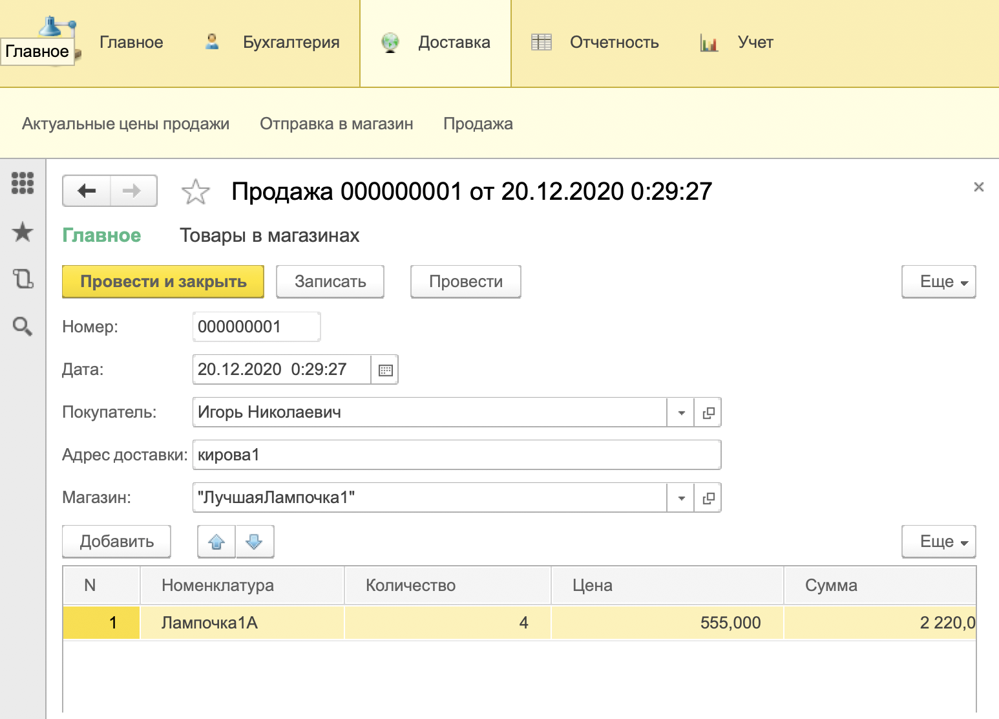 Главное Бухгалтерия Доставка Отчетность Учет
Главное
Актуальные цены продажи Отправка в магазин Продажа
Продажа 000000001 от 20.12.2020 0:29:27
Главное Товары в магазинах
Провести и закрыть Записать Провести Еще
Номер: 000000001
Дата: 20.12.2020 0:29:27
Покупатель: Игорь Николаевич
Адрес доставки: кирова1
Магазин: "ЛучшаяЛампочка1"
Добавить Еще
N Номенклатура Количество Цена Сумма
1 Лампочка1А 4 555,000 2 220,0